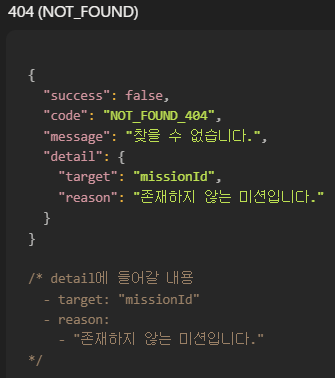 404 (NOT_FOUND)
{
"success": false,
"code": "NOT_FOUND_404",
"message": "찾을 수 없습니다.",
"detail": {
"target": "missionId",
"reason": "존재하지 않는 미션입니다."
}
}
/* detail에 들어갈 내용
- target: "missionId"
- reason:
- "존재하지 않는 미션입니다."
*/